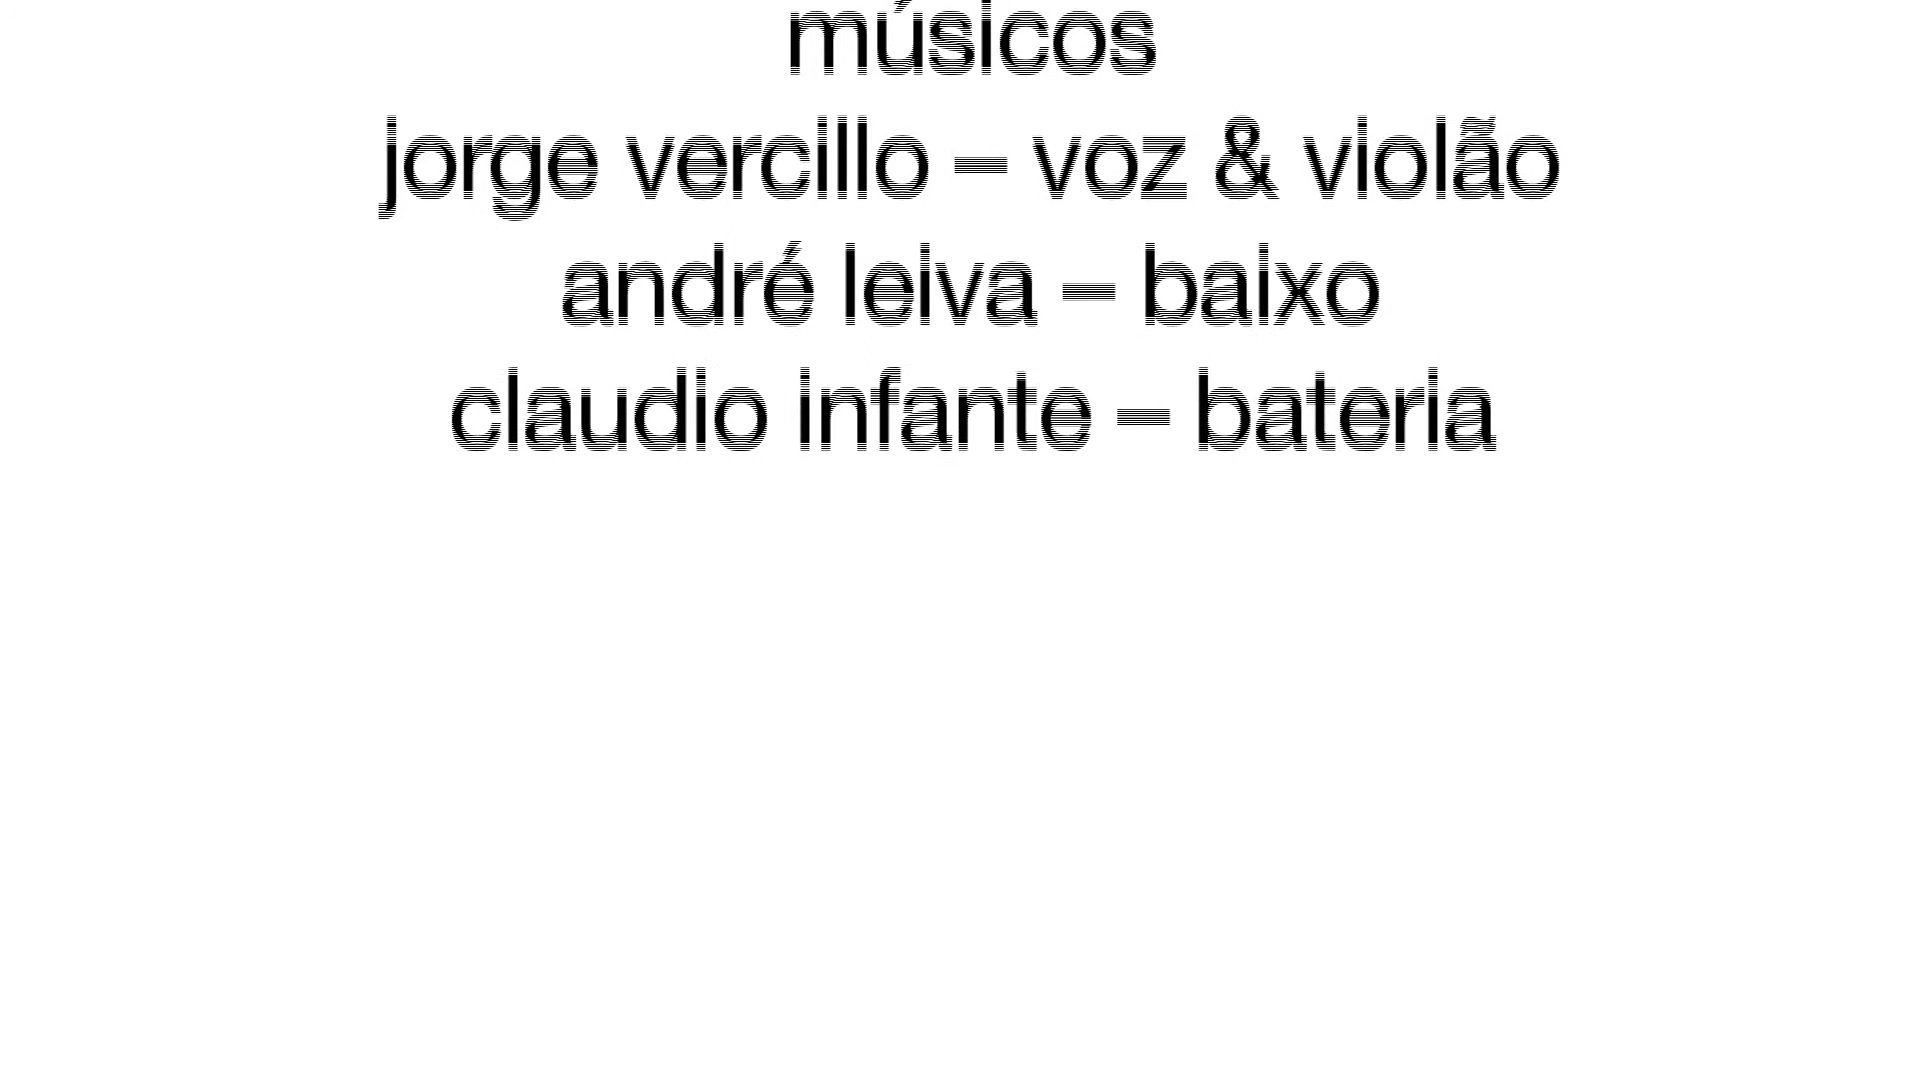 músicos
jorge vercillo – voz & violão
andré leiva – baixo
claudio infante – bateria